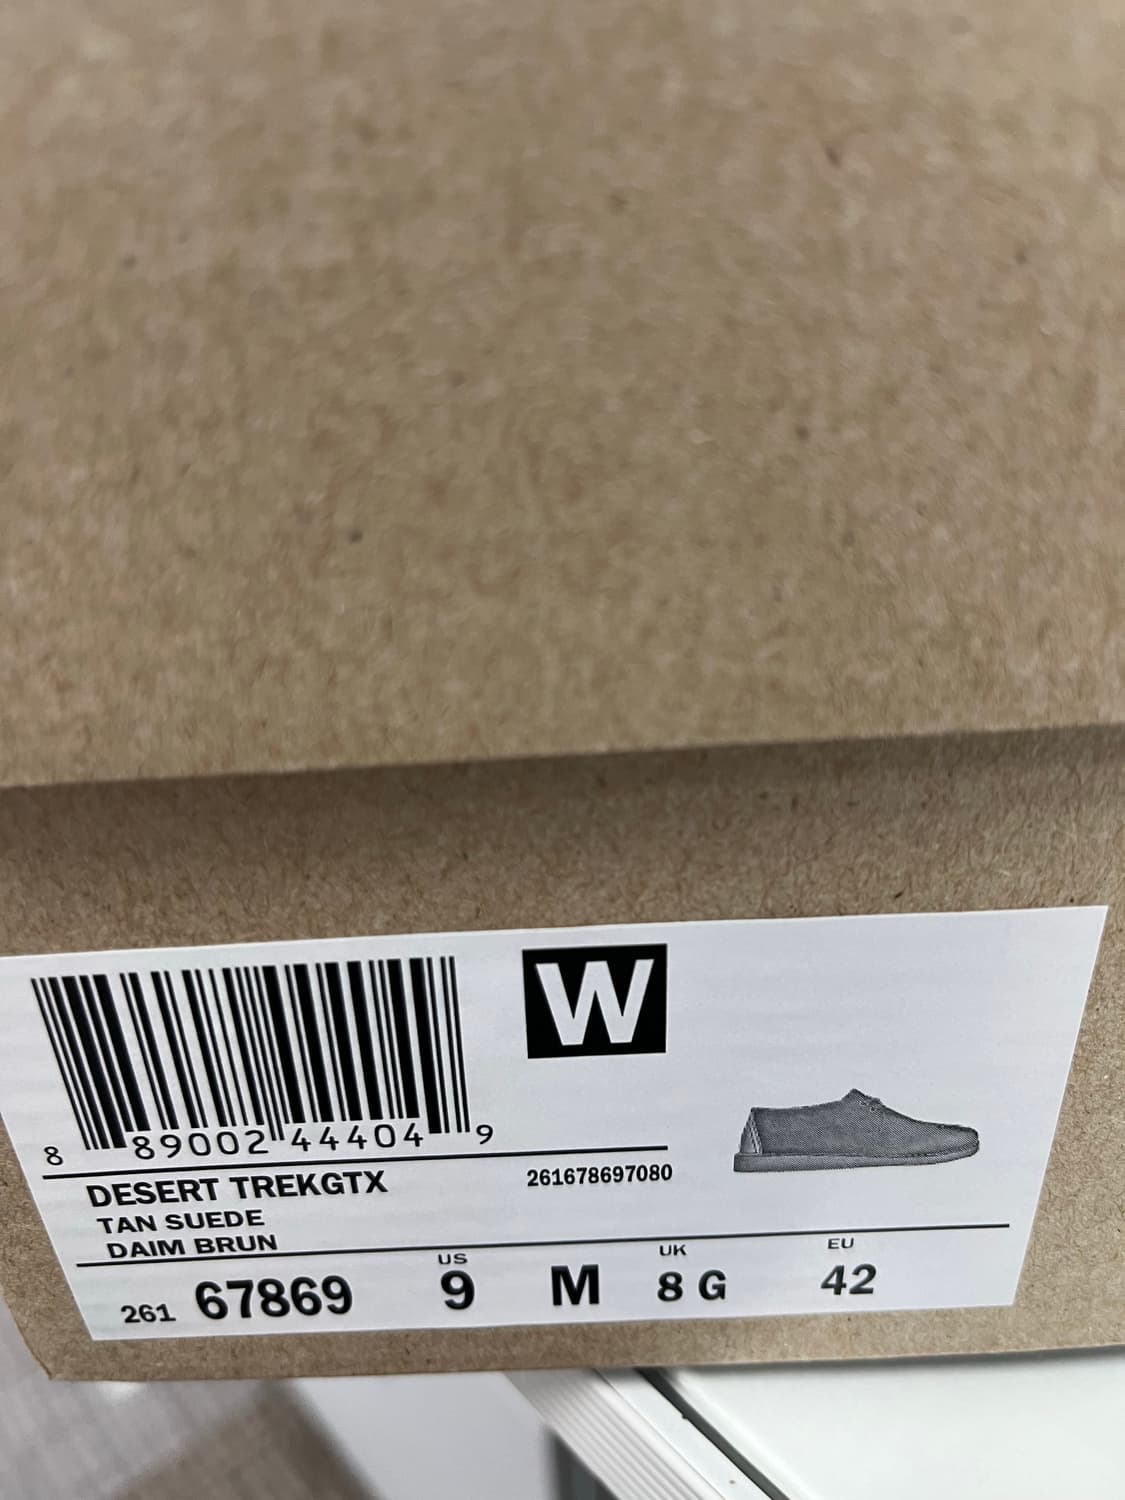 W
8 89002 44404 9
DESERT TREKGTX
261678697080
TAN SUEDE
DAIM BRUN
US UK EU
261 67869 9 M 8 G 42